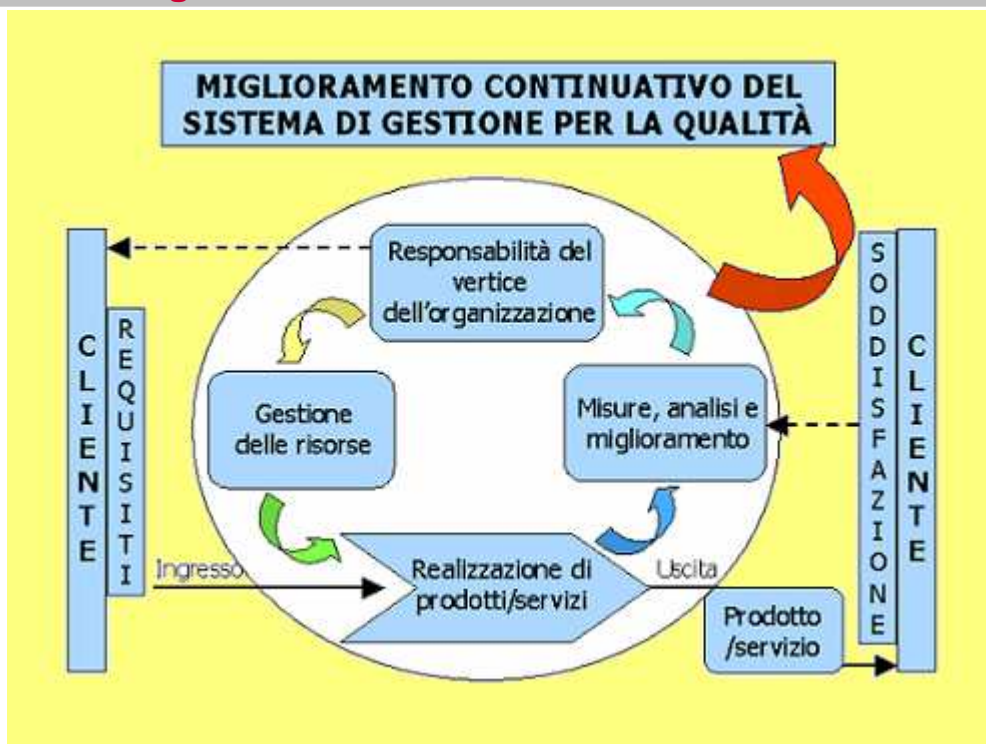 MIGLIORAMENTO CONTINUATIVO DEL
SISTEMA DI GESTIONE PER LA QUALITÀ
CLIENTE
REQUISITI
Responsabilità del
vertice
dell'organizzazione
Gestione
delle risorse
Misure, analisi e
miglioramento
Ingresso
Realizzazione di
prodotti/servizi
Uscita
Prodotto
/servizio
SODDISFAZIONE
CLIENTE